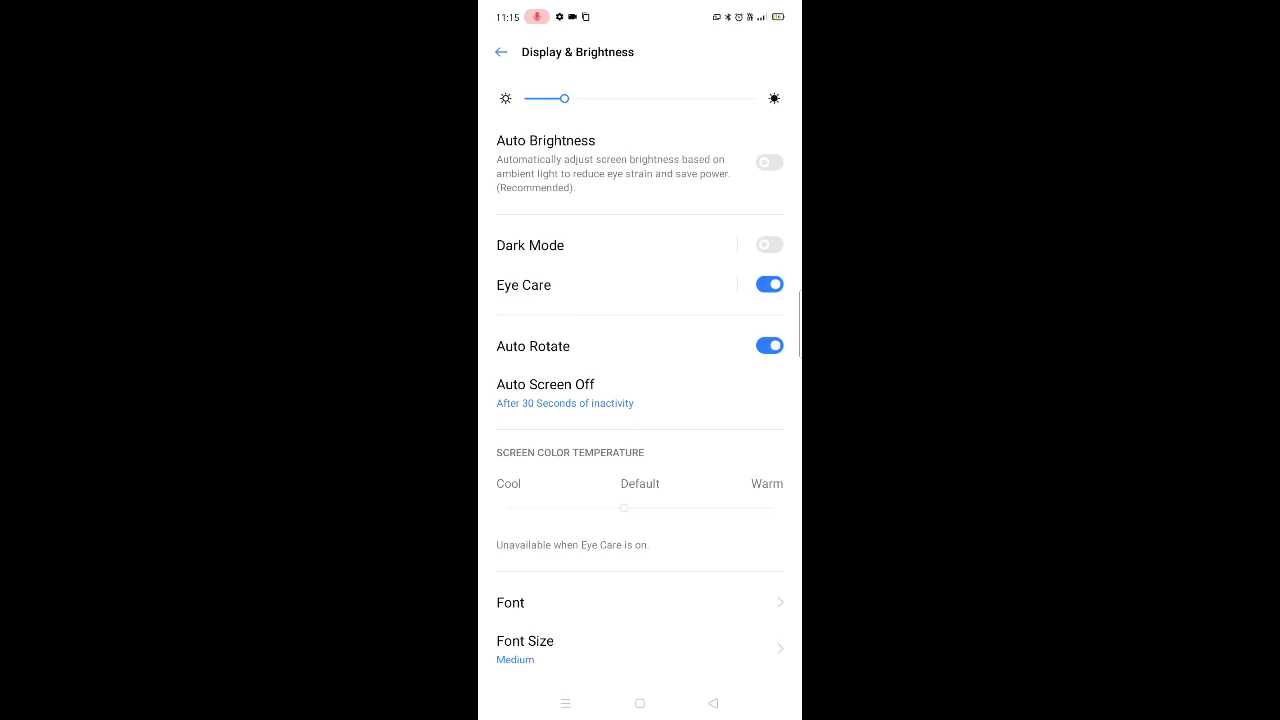 11:15
Display & Brightness
Auto Brightness
Automatically adjust screen brightness based on
ambient light to reduce eye strain and save power.
(Recommended).
Dark Mode
Eye Care
Auto Rotate
Auto Screen Off
After 30 Seconds of inactivity
SCREEN COLOR TEMPERATURE
Cool Default Warm
Unavailable when Eye Care is on.
Font
Font Size
Medium